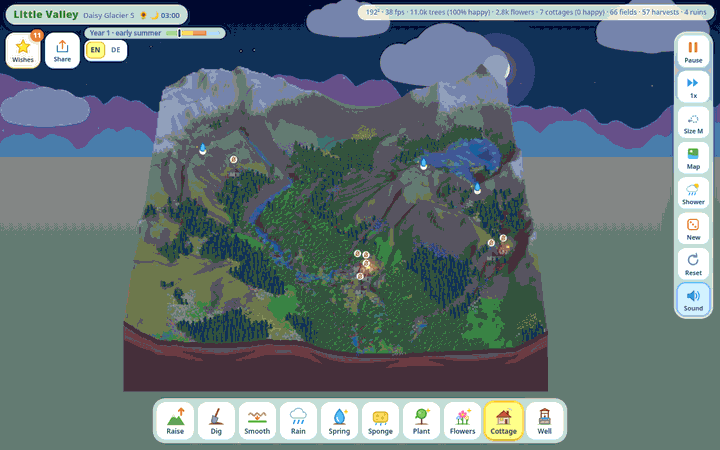 Little Valley Daisy Glacier 5 03:00
192² · 38 fps · 11.0k trees (100% happy) · 2.8k flowers · 7 cottages (0 happy) · 66 fields · 57 harvests · 4 ruins
Year 1 · early summer
11
Wishes
Share
EN
DE
Pause
1x
Size M
Map
Shower
New
Reset
Sound
Raise
Dig
Smooth
Rain
Spring
Sponge
Plant
Flowers
Cottage
Well